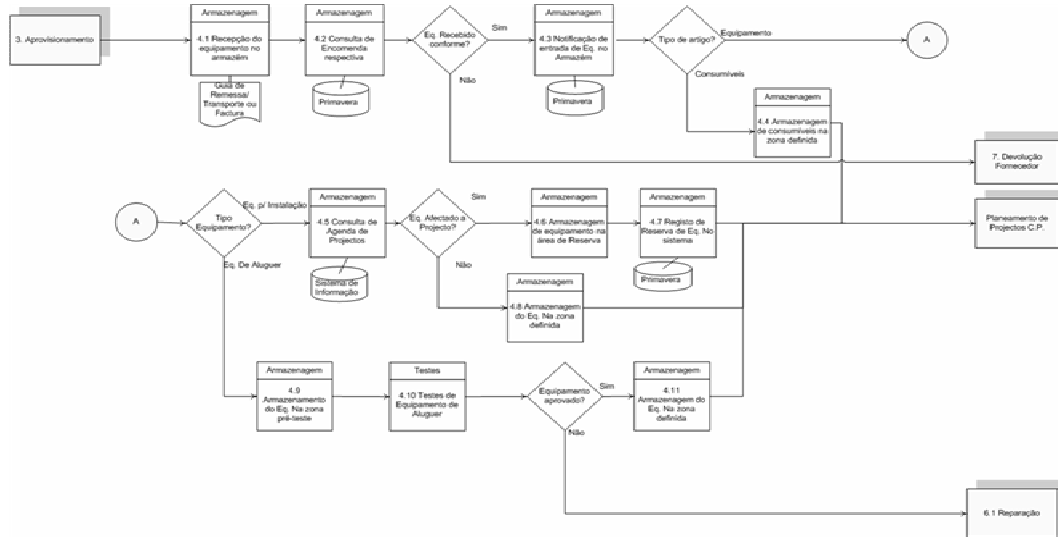 3. Aprovisionamento
Armazenagem
4.1 Recepção do
equipamento no
armazém
Guia de
Remessa/
Transporte ou
Factura
Armazenagem
4.2 Consulta de
Encomenda
respectiva
Primavera
Eq. Recebido
conforme?
Sim
Não
Armazenagem
4.3 Notificação de
entrada de Eq. no
Armazém
Primavera
Tipo de artigo?
Equipamento
Consumíveis
A
Armazenagem
4.4 Armazenagem
de consumíveis na
zona definida
7. Devolução
Fornecedor
A
Tipo
Equipamento?
Eq. p/ Instalação
Eq. De Aluguer
Armazenagem
4.5 Consulta de
Agenda de
Projectos
Sistema de
Informação
Eq. Afectado a
Projecto?
Sim
Não
Armazenagem
4.6 Armazenagem
de equipamento na
área de Reserva
Armazenagem
4.7 Registo de
Reserva de Eq. No
sistema
Primavera
Planeamento de
Projectos C.P.
Armazenagem
4.8 Armazenagem
do Eq. Na zona
definida
Armazenagem
4.9
Armazenamento
do Eq. Na zona
pré-teste
Testes
4.10 Testes de
Equipamento de
Aluguer
Equipamento
aprovado?
Sim
Não
Armazenagem
4.11
Armazenagem do
Eq. Na zona
definida
6.1 Reparação